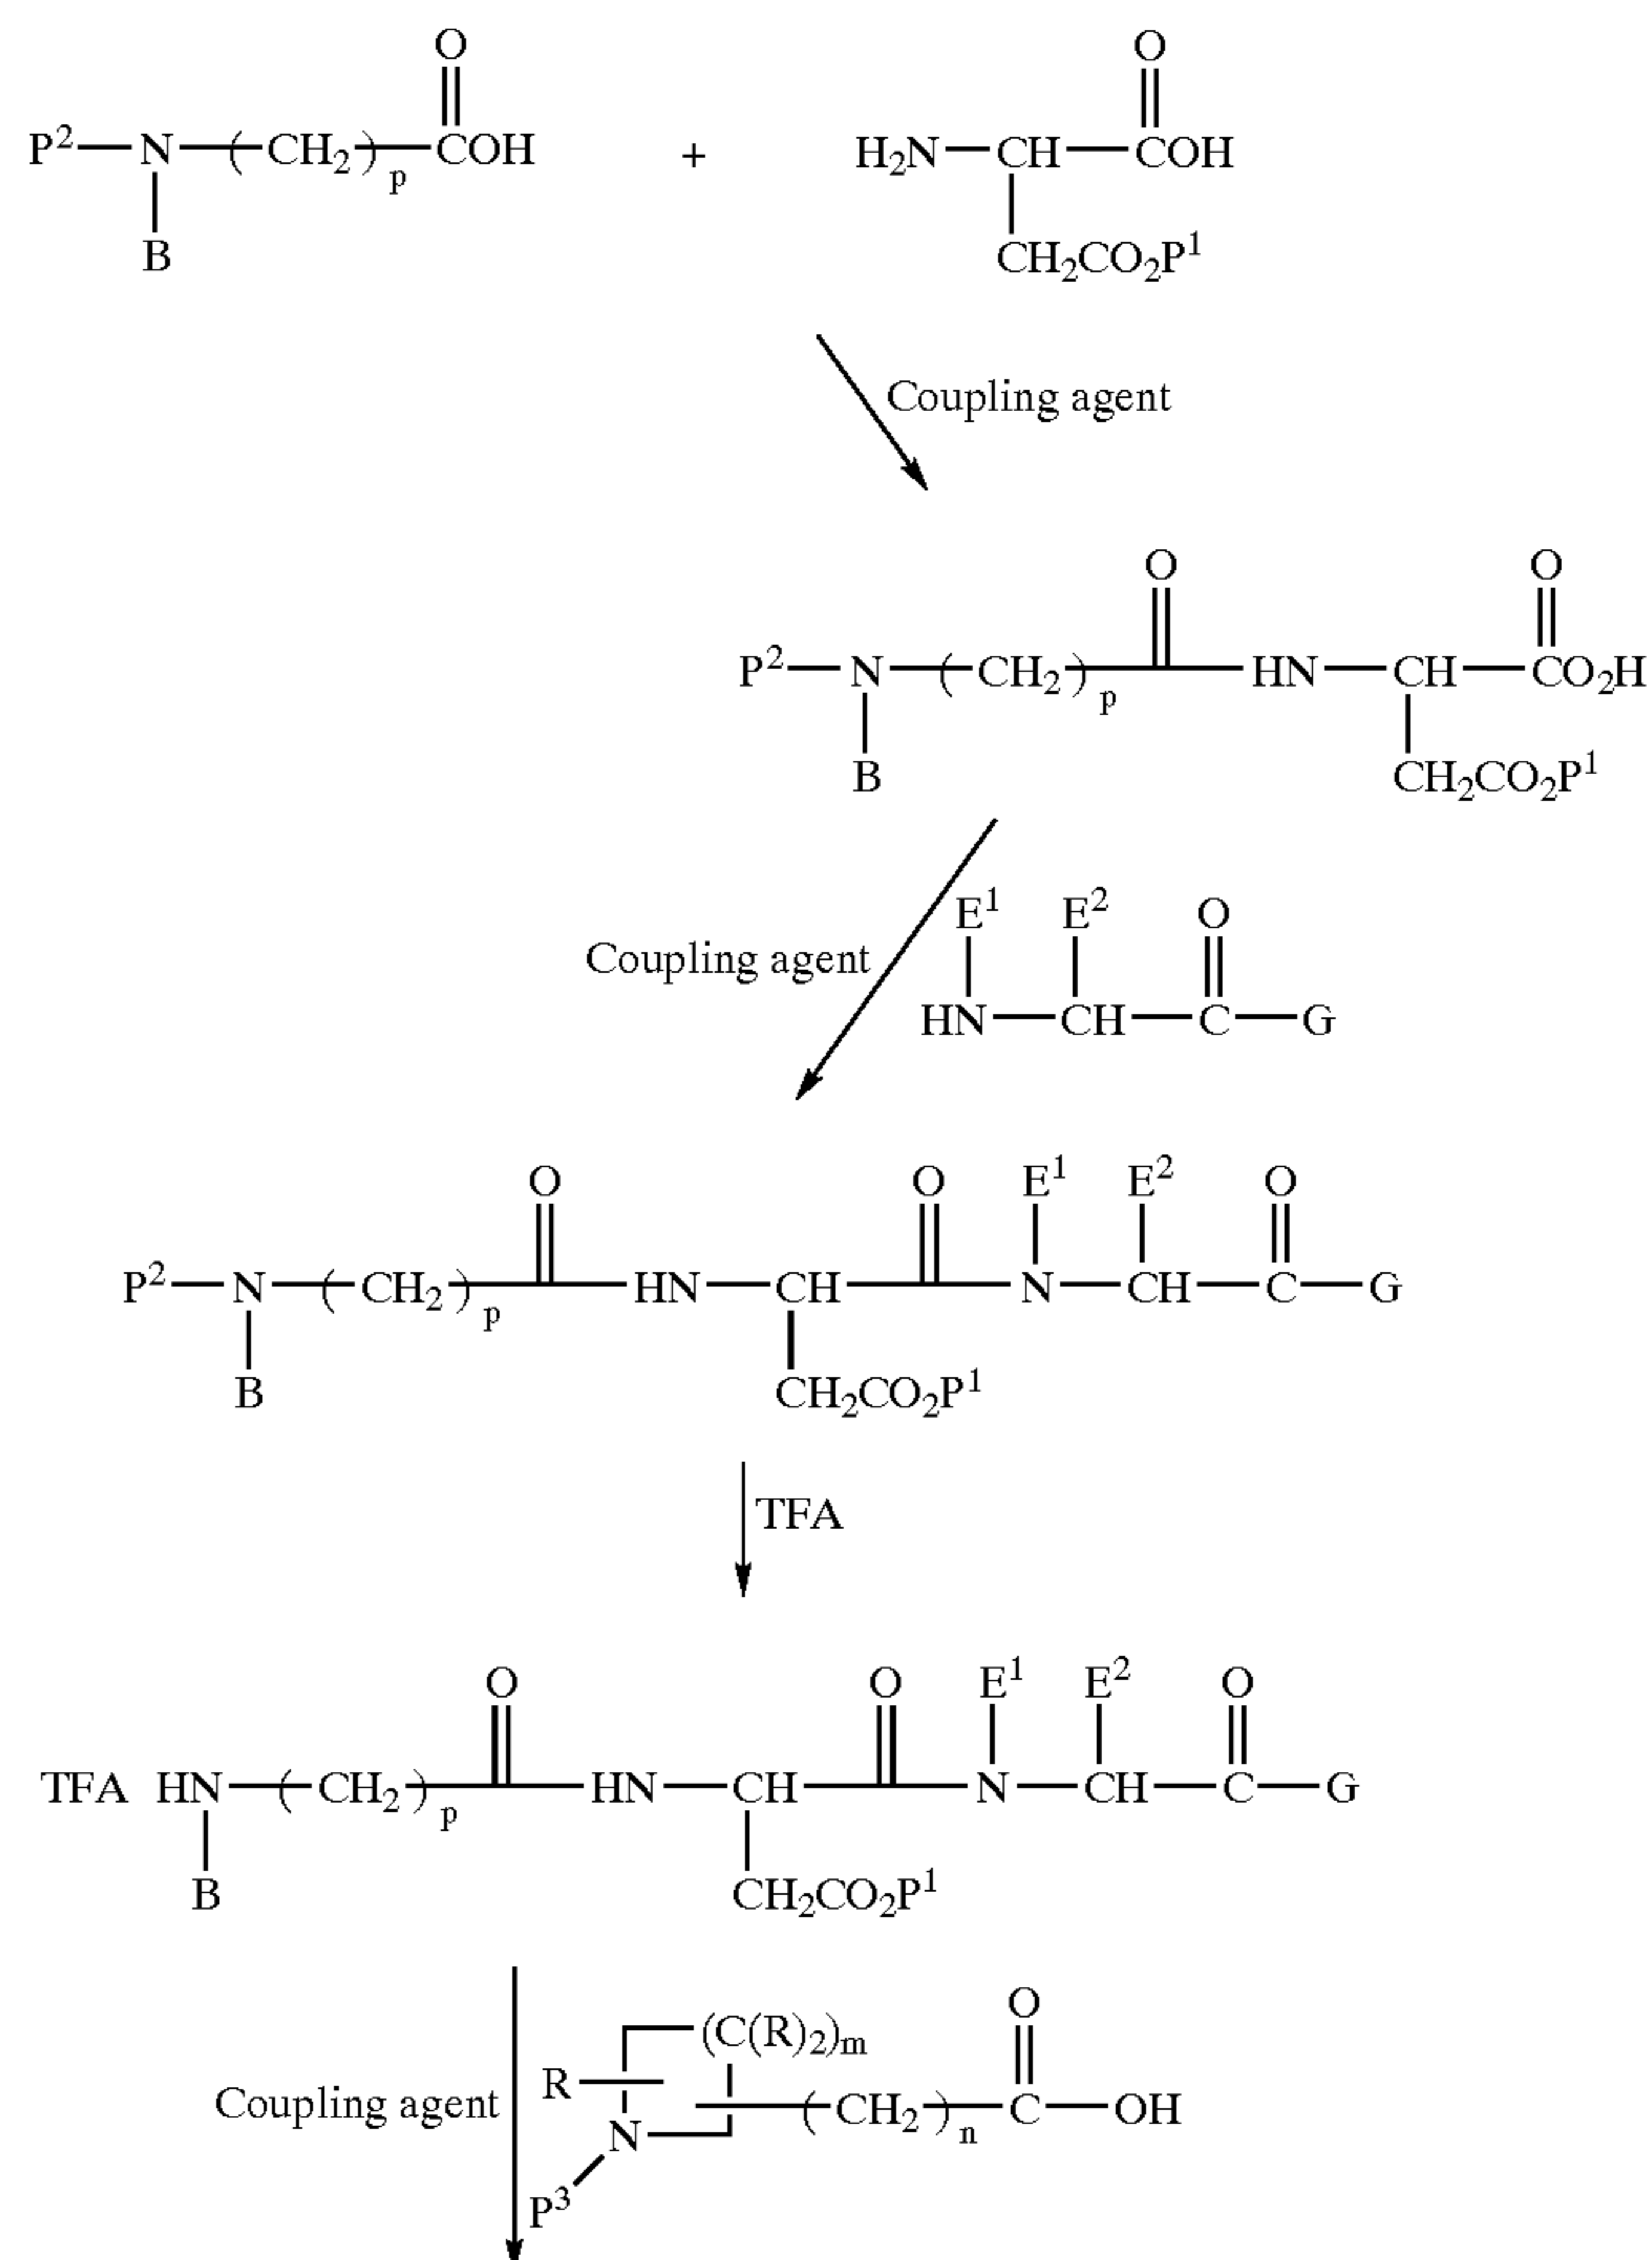 O O
P²—N—(CH₂)ₚ—COH + H₂N—CH—COH
B CH₂CO₂P¹
Coupling agent
O O
P²—N—(CH₂)ₚ— —HN—CH—CO₂H
B CH₂CO₂P¹
E¹ E² O
Coupling agent
HN—CH—C—G
O O E¹ E² O
P²—N—(CH₂)ₚ— —HN—CH— —N—CH—C—G
B CH₂CO₂P¹
TFA
O O E¹ E² O
TFA HN—(CH₂)ₚ— —HN—CH— —N—CH—C—G
B CH₂CO₂P¹
O
(C(R)₂)ₘ
R
Coupling agent —(CH₂)ₙ—C—OH
N
P³